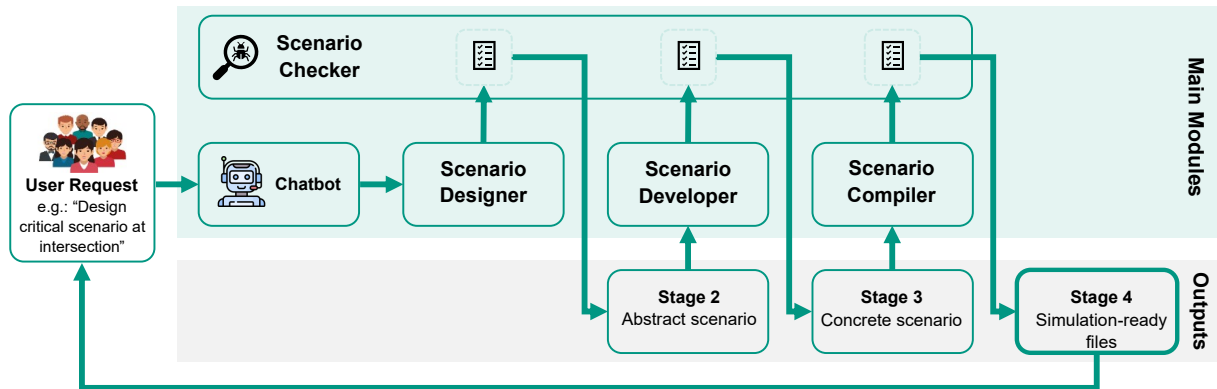 Scenario
Checker
Main Modules
User Request
e.g.: “Design
critical scenario at
intersection”
Chatbot
Scenario
Designer
Scenario
Developer
Scenario
Compiler
Stage 2
Abstract scenario
Stage 3
Concrete scenario
Stage 4
Simulation-ready
files
Outputs